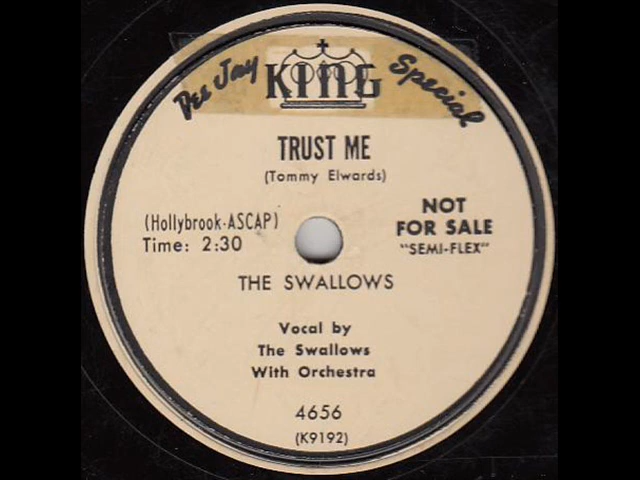 Dee Jay KING Special
TRUST ME
(Tommy Elwards)
(Hollybrook-ASCAP)
Time: 2:30
NOT
FOR SALE
"SEMI-FLEX"
THE SWALLOWS
Vocal by
The Swallows
With Orchestra
4656
(K9192)